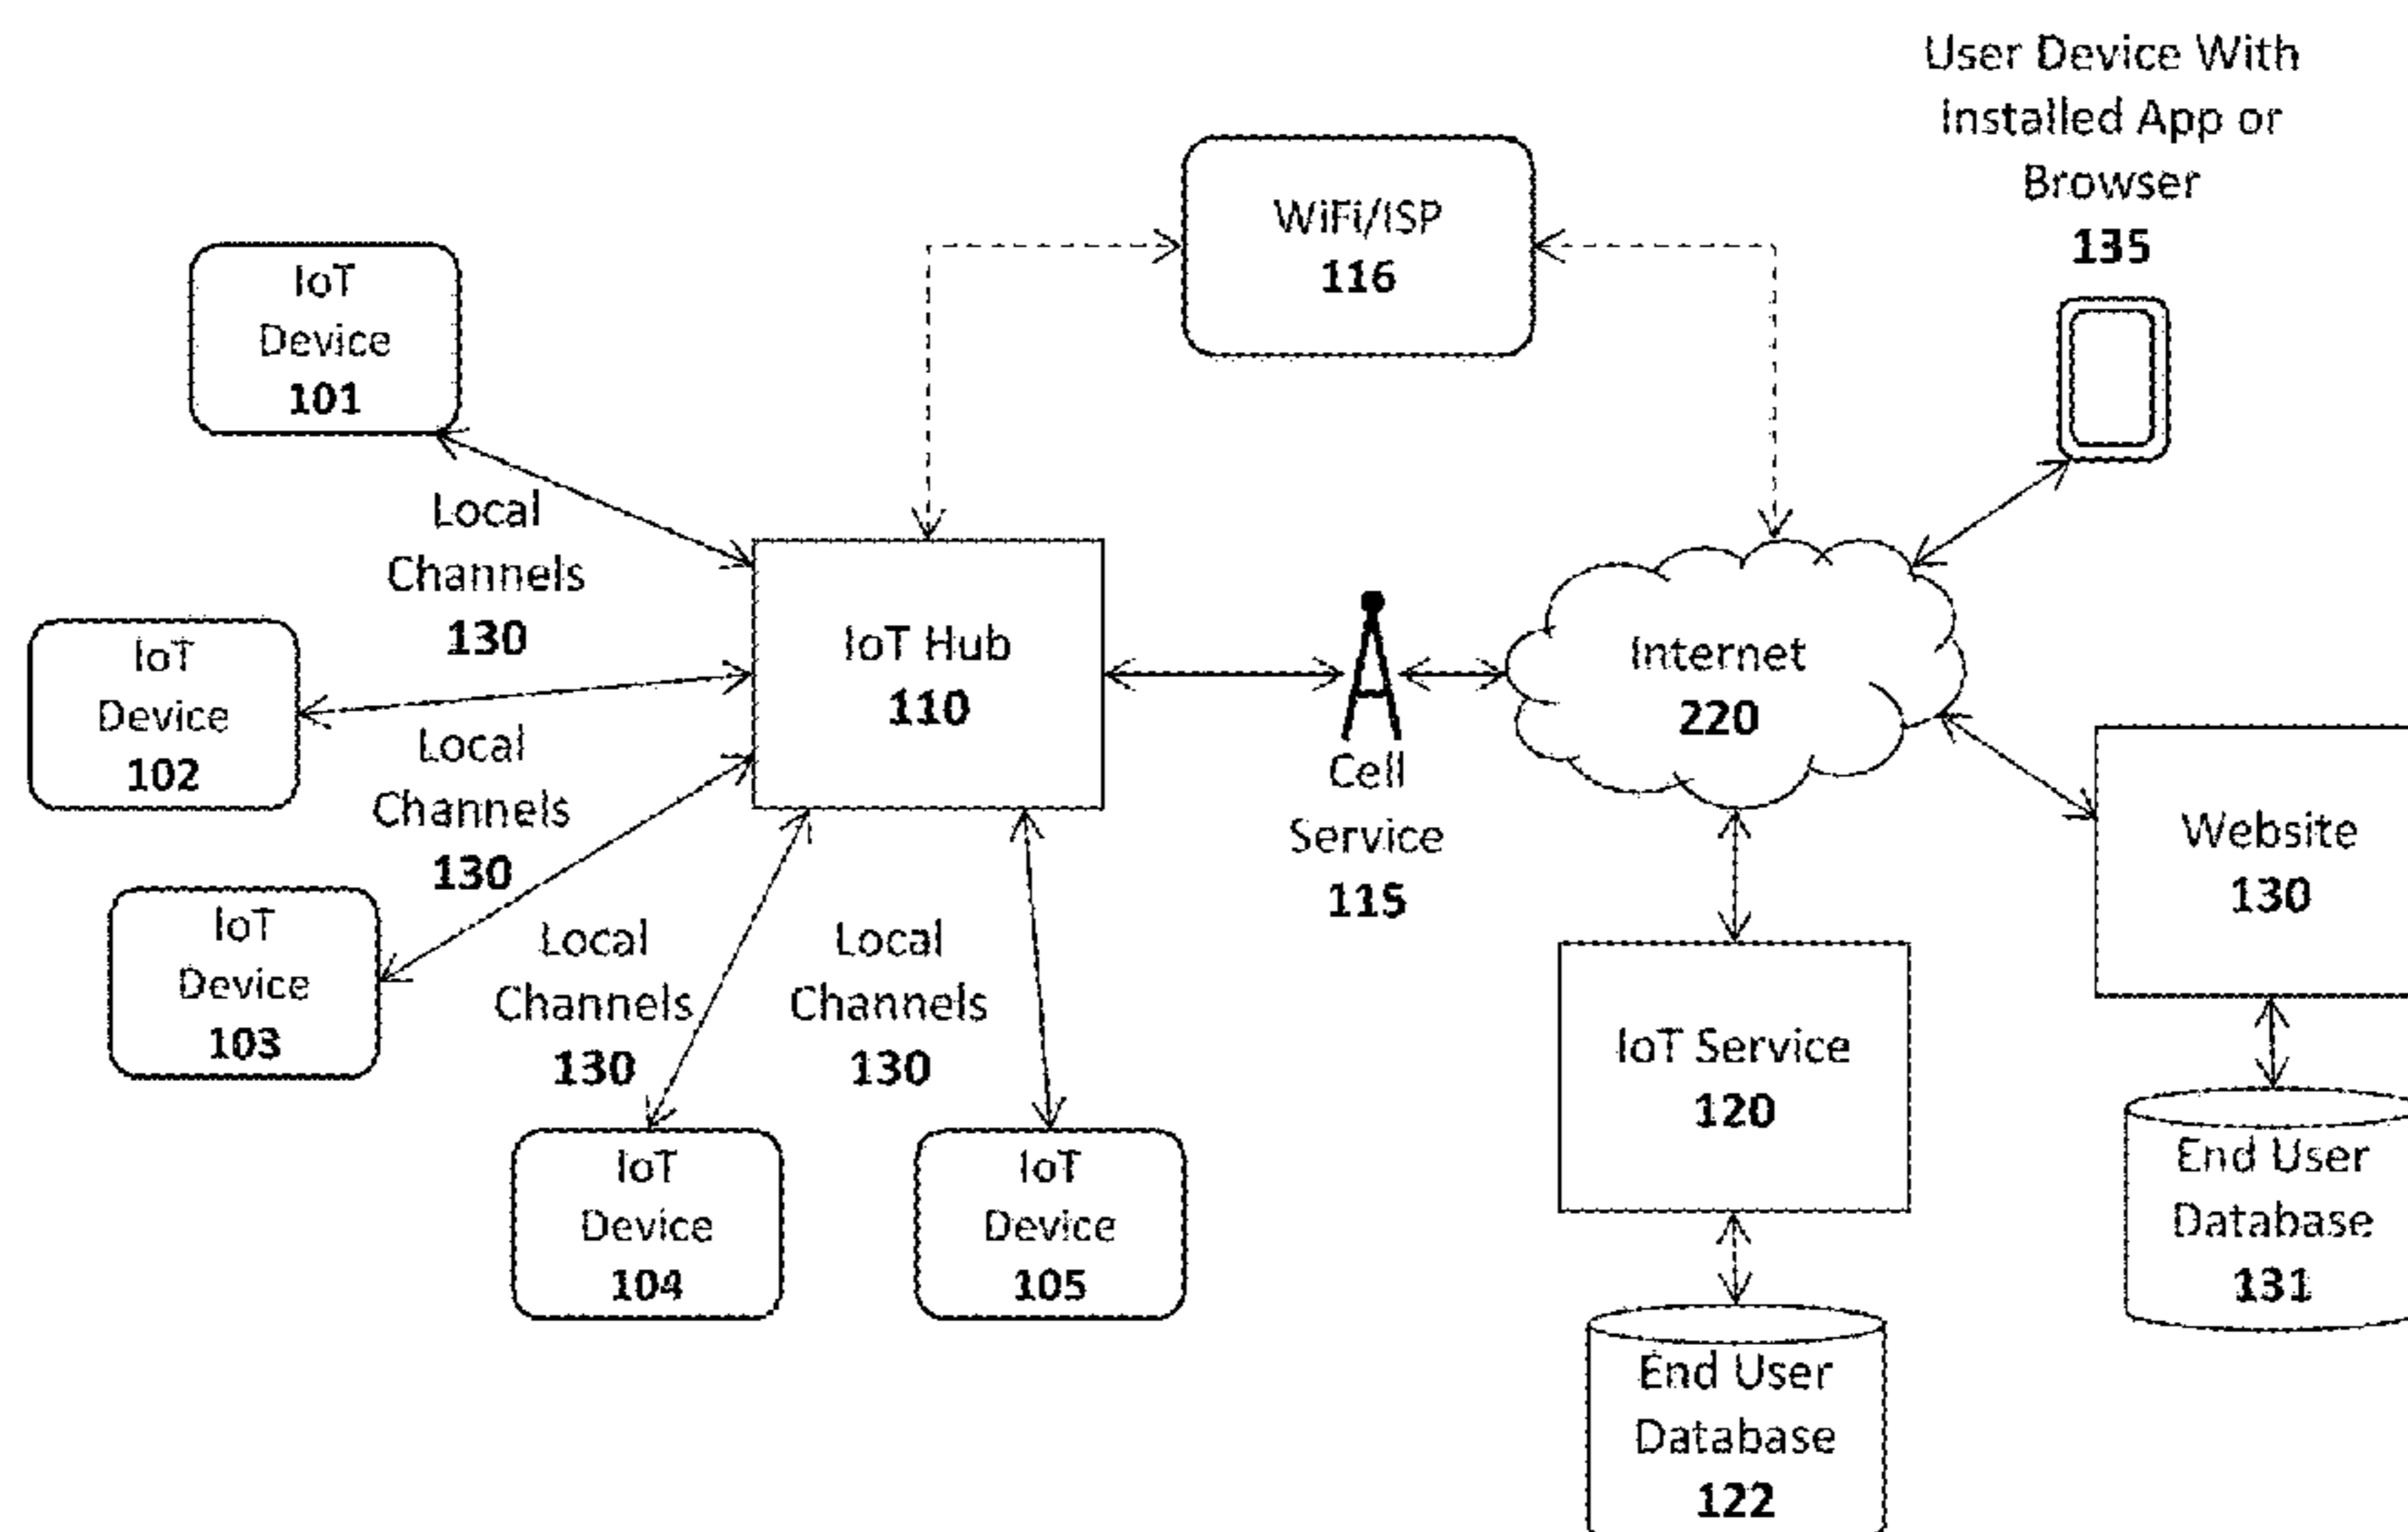 User Device With
Installed App or
Browser
135
WiFi/ISP
116
IoT
Device
101
Local
Channels
130
IoT Hub
110
Internet
220
IoT
Device
102
Local
Channels
130
Cell
Service
115
Website
130
IoT
Device
103
Local
Channels
130
Local
Channels
130
IoT Service
120
IoT
Device
104
IoT
Device
105
End User
Database
131
End User
Database
122